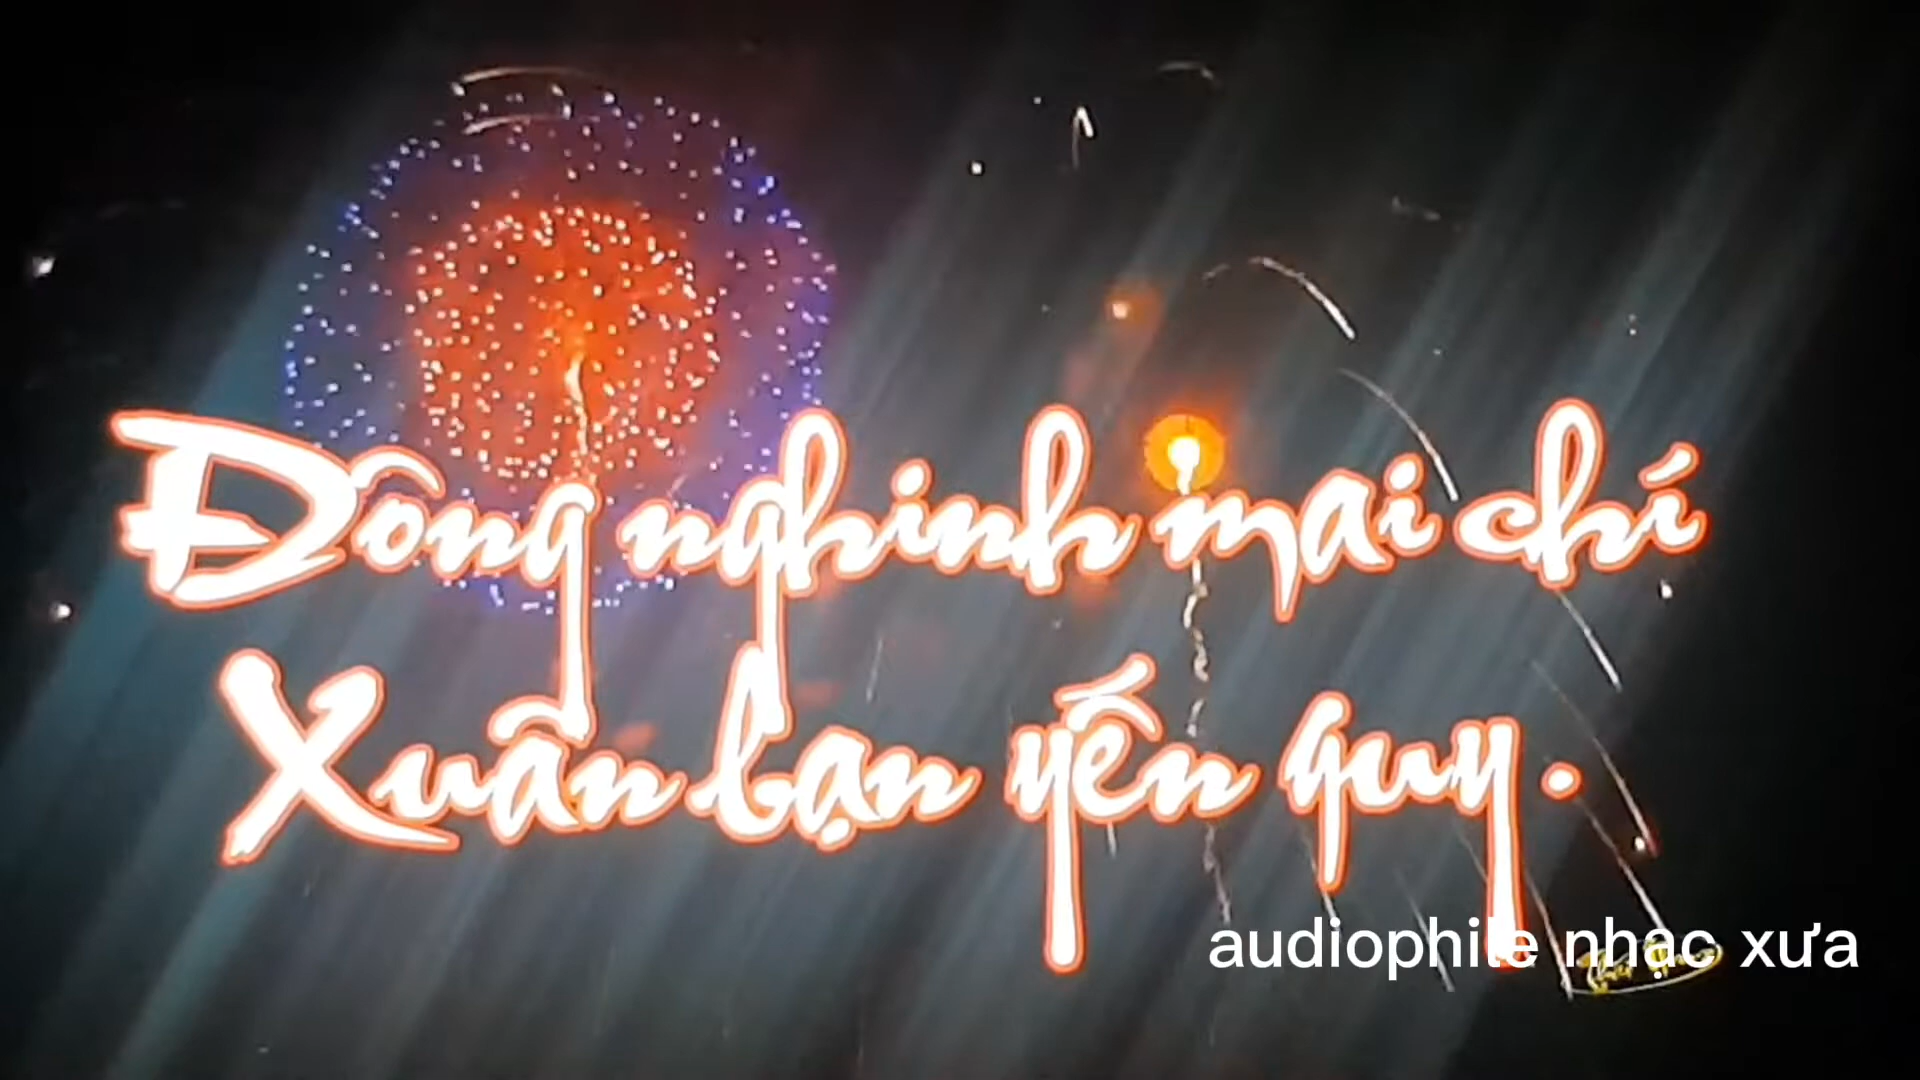 Đông nghinh mai chí
Xuân bạn yến quy.
audiophile nhạc xưa